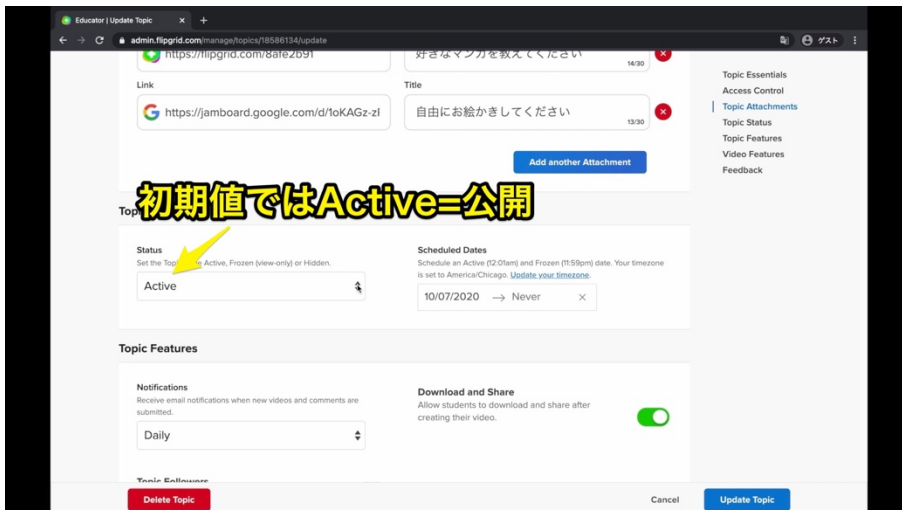 Educator | Update Topic
admin.flipgrid.com/manage/topics/18586134/update
ゲスト
https://flipgrid.com/8afe2b91
好きなマンガを教えてください
14/30
Link
Title
https://jamboard.google.com/d/1oKAGz-zl
自由にお絵かきしてください
13/30
Add another Attachment
Topic Essentials
Access Control
Topic Attachments
Topic Status
Topic Features
Video Features
Feedback
初期値ではActive=公開
Status
Set the Topic Active, Frozen (view-only) or Hidden.
Active
Scheduled Dates
Schedule an Active (12:01am) and Frozen (11:59pm) date. Your timezone
is set to America/Chicago. Update your timezone.
10/07/2020 → Never
Topic Features
Notifications
Receive email notifications when new videos and comments are
submitted.
Daily
Download and Share
Allow students to download and share after
creating their video.
Topic Followers
Delete Topic
Cancel
Update Topic